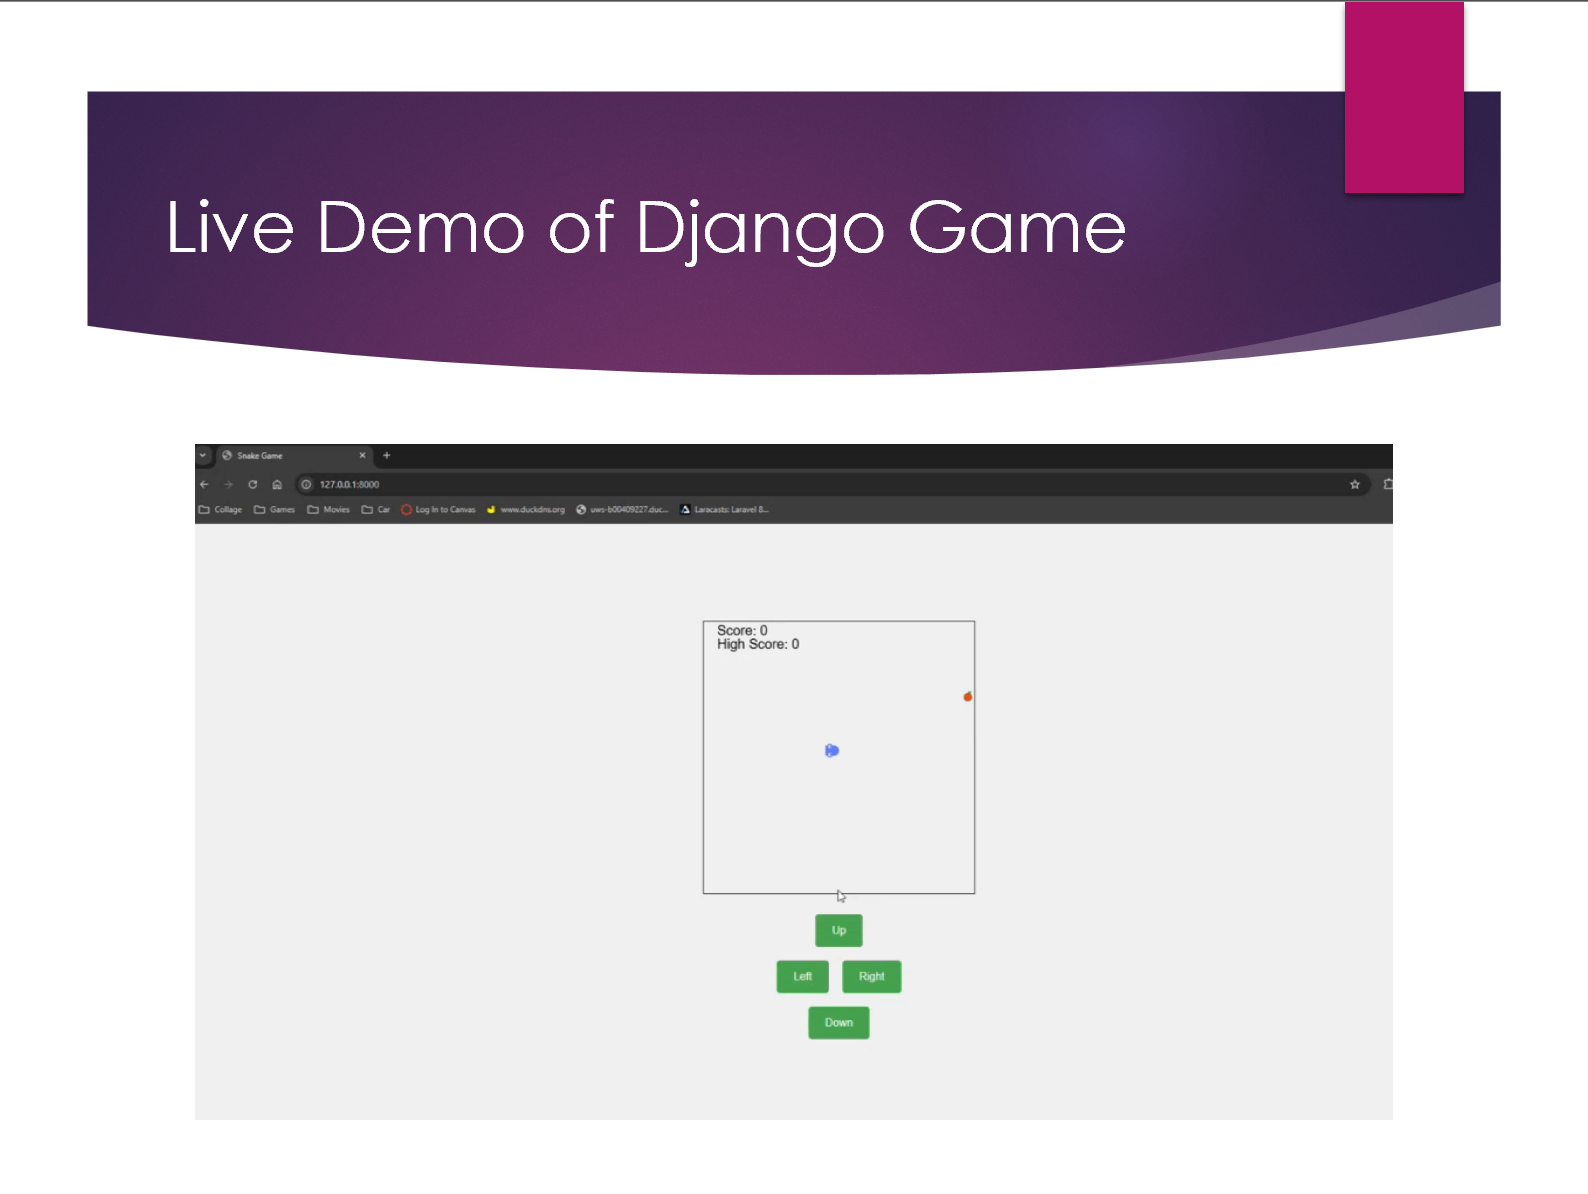 Live Demo of Django Game
Snake Game
127.0.0.1:8000
Collage Games Movies Car Log In to Canvas www.duckdns.org uws-b00409227.duc... Laracasts: Laravel 8...
Score: 0
High Score: 0
Up
Left Right
Down